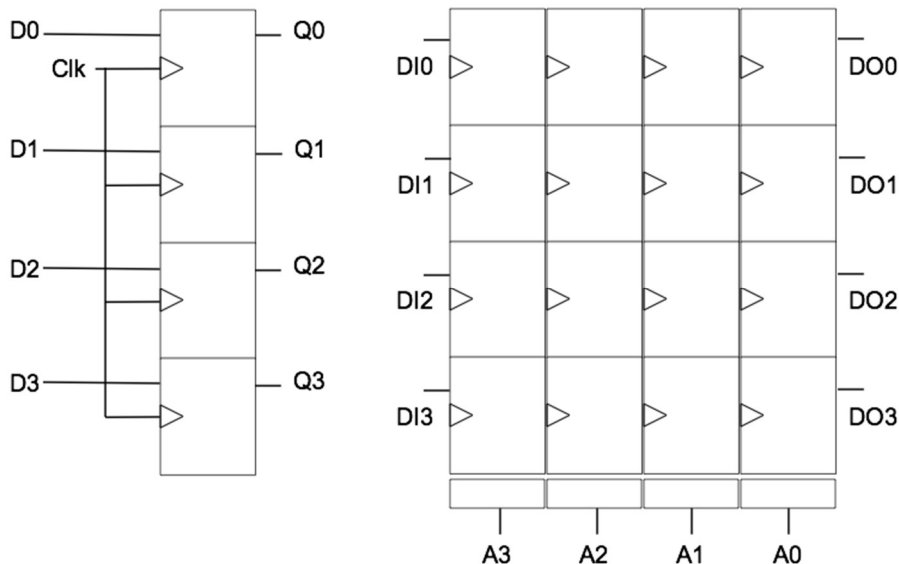 D0 Q0
Clk
D1 Q1
D2 Q2
D3 Q3
DI0 DO0
DI1 DO1
DI2 DO2
DI3 DO3
A3 A2 A1 A0